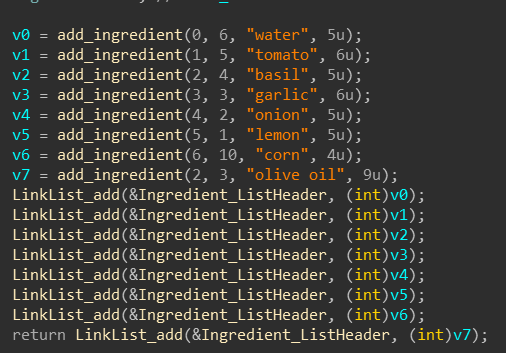 v0 = add_ingredient(0, 6, "water", 5u);
v1 = add_ingredient(1, 5, "tomato", 6u);
v2 = add_ingredient(2, 4, "basil", 5u);
v3 = add_ingredient(3, 3, "garlic", 6u);
v4 = add_ingredient(4, 2, "onion", 5u);
v5 = add_ingredient(5, 1, "lemon", 5u);
v6 = add_ingredient(6, 10, "corn", 4u);
v7 = add_ingredient(2, 3, "olive oil", 9u);
LinkList_add(&Ingredient_ListHeader, (int)v0);
LinkList_add(&Ingredient_ListHeader, (int)v1);
LinkList_add(&Ingredient_ListHeader, (int)v2);
LinkList_add(&Ingredient_ListHeader, (int)v3);
LinkList_add(&Ingredient_ListHeader, (int)v4);
LinkList_add(&Ingredient_ListHeader, (int)v5);
LinkList_add(&Ingredient_ListHeader, (int)v6);
return LinkList_add(&Ingredient_ListHeader, (int)v7);